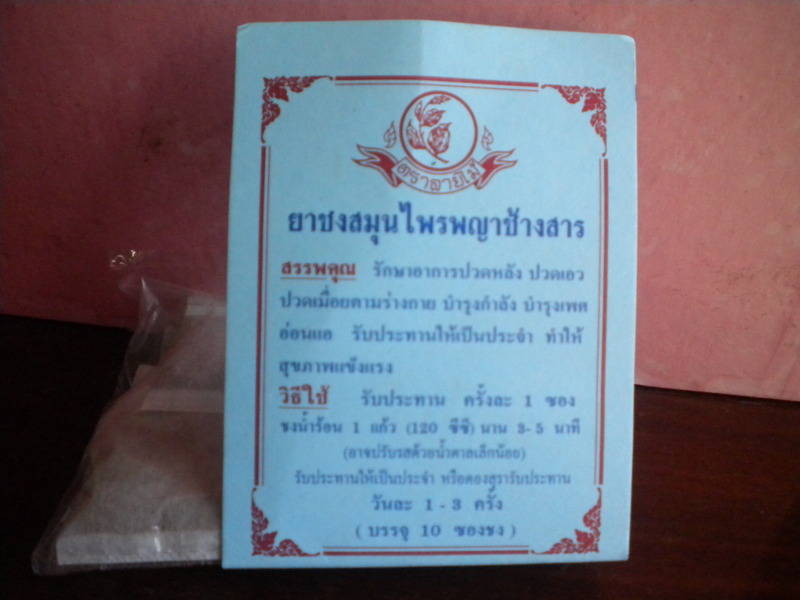 ตราลายไม้
ยาชงสมุนไพรพญาช้างสาร
สรรพคุณ รักษาอาการปวดหลัง ปวดเอว
ปวดเมื่อยตามร่างกาย บำรุงกำลัง บำรุงเพศ
อ่อนแอ รับประทานให้เป็นประจำ ทำให้
สุขภาพแข็งแรง
วิธีใช้ รับประทาน ครั้งละ 1 ซอง
ชงน้ำร้อน 1 แก้ว (120 ซีซี) นาน 3-5 นาที
(อาจปรับรสด้วยน้ำตาลเล็กน้อย)
รับประทานให้เป็นประจำ หรือดองสุรารับประทาน
วันละ 1 - 3 ครั้ง
( บรรจุ 10 ซองชง )